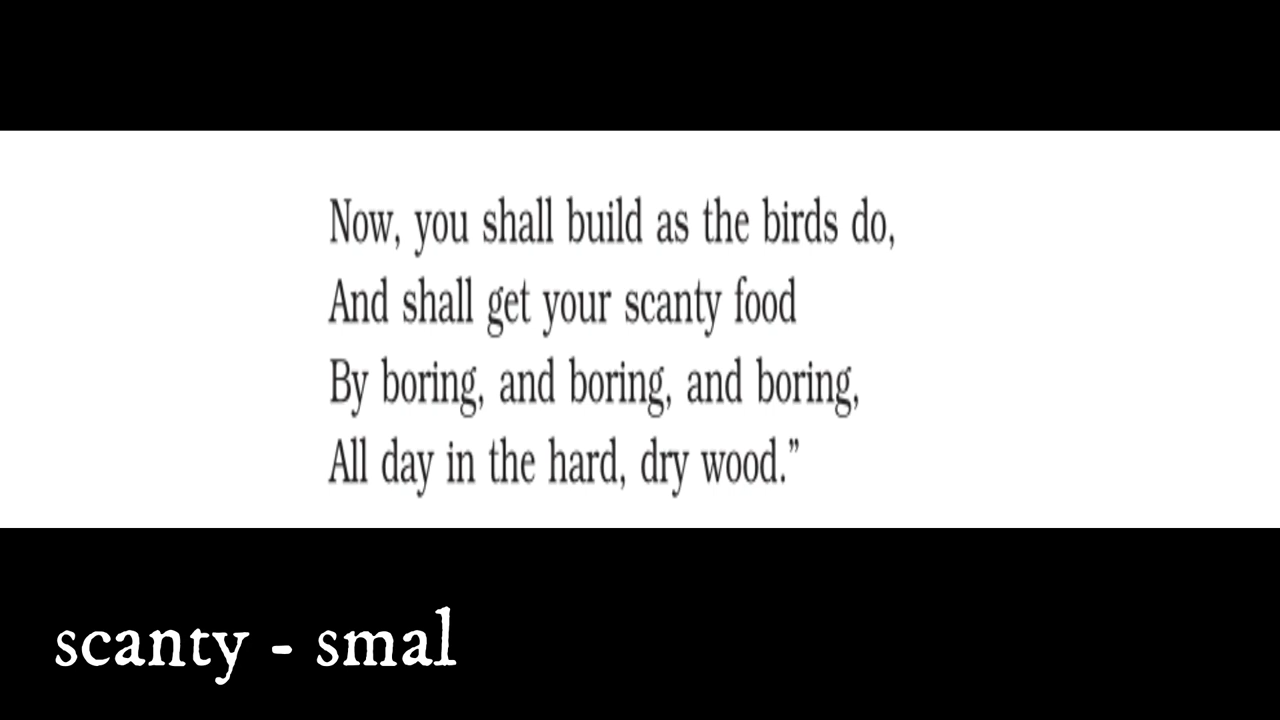 Now, you shall build as the birds do,
And shall get your scanty food
By boring, and boring, and boring,
All day in the hard, dry wood.”
scanty - smal